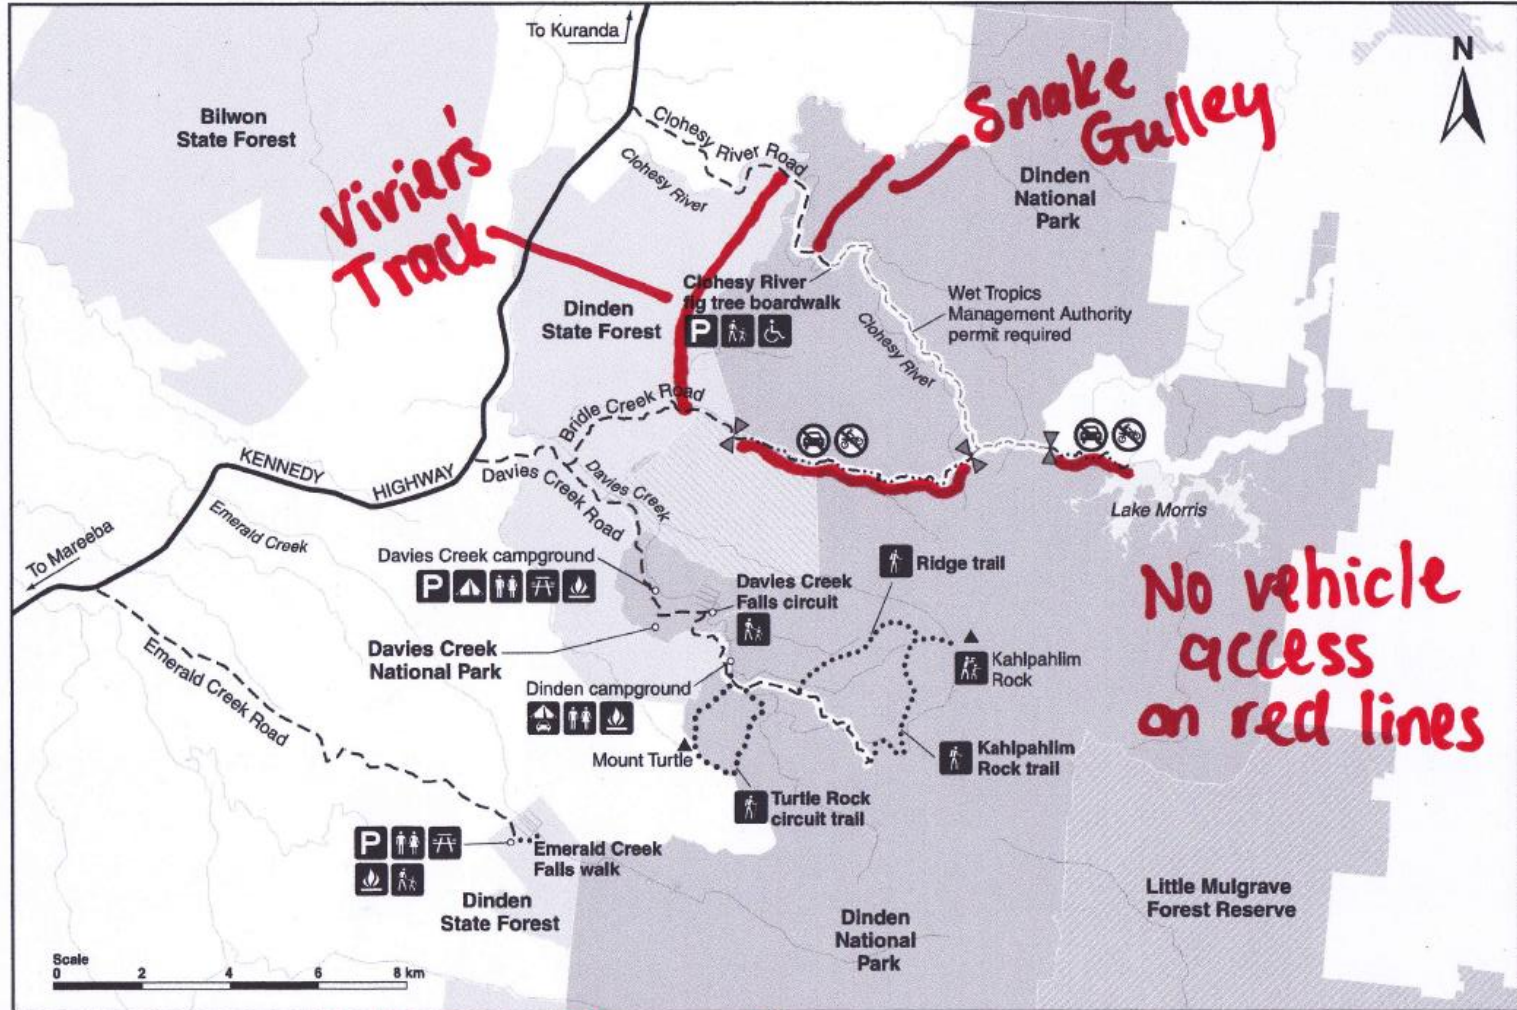 To Kuranda
N
Bilwon
State Forest
Clohesy River Road
Clohesy River
Snake
Gulley
Vivier's
Track
Dinden
National
Park
Clohesy River
fig tree boardwalk
P
Dinden
State Forest
Wet Tropics
Management Authority
permit required
Clohesy River
Bridle Creek Road
KENNEDY HIGHWAY
Davies Creek Road
Davies Creek
Lake Morris
Emerald Creek
To Mareeba
Davies Creek campground
P
Ridge trail
Davies Creek
Falls circuit
No vehicle
access
on red lines
Davies Creek
National Park
Kahlpahlim
Rock
Emerald Creek Road
Dinden campground
Mount Turtle
Kahlpahlim
Rock trail
Turtle Rock
circuit trail
P
Emerald Creek
Falls walk
Dinden
State Forest
Dinden
National
Park
Little Mulgrave
Forest Reserve
Scale
0 2 4 6 8 km